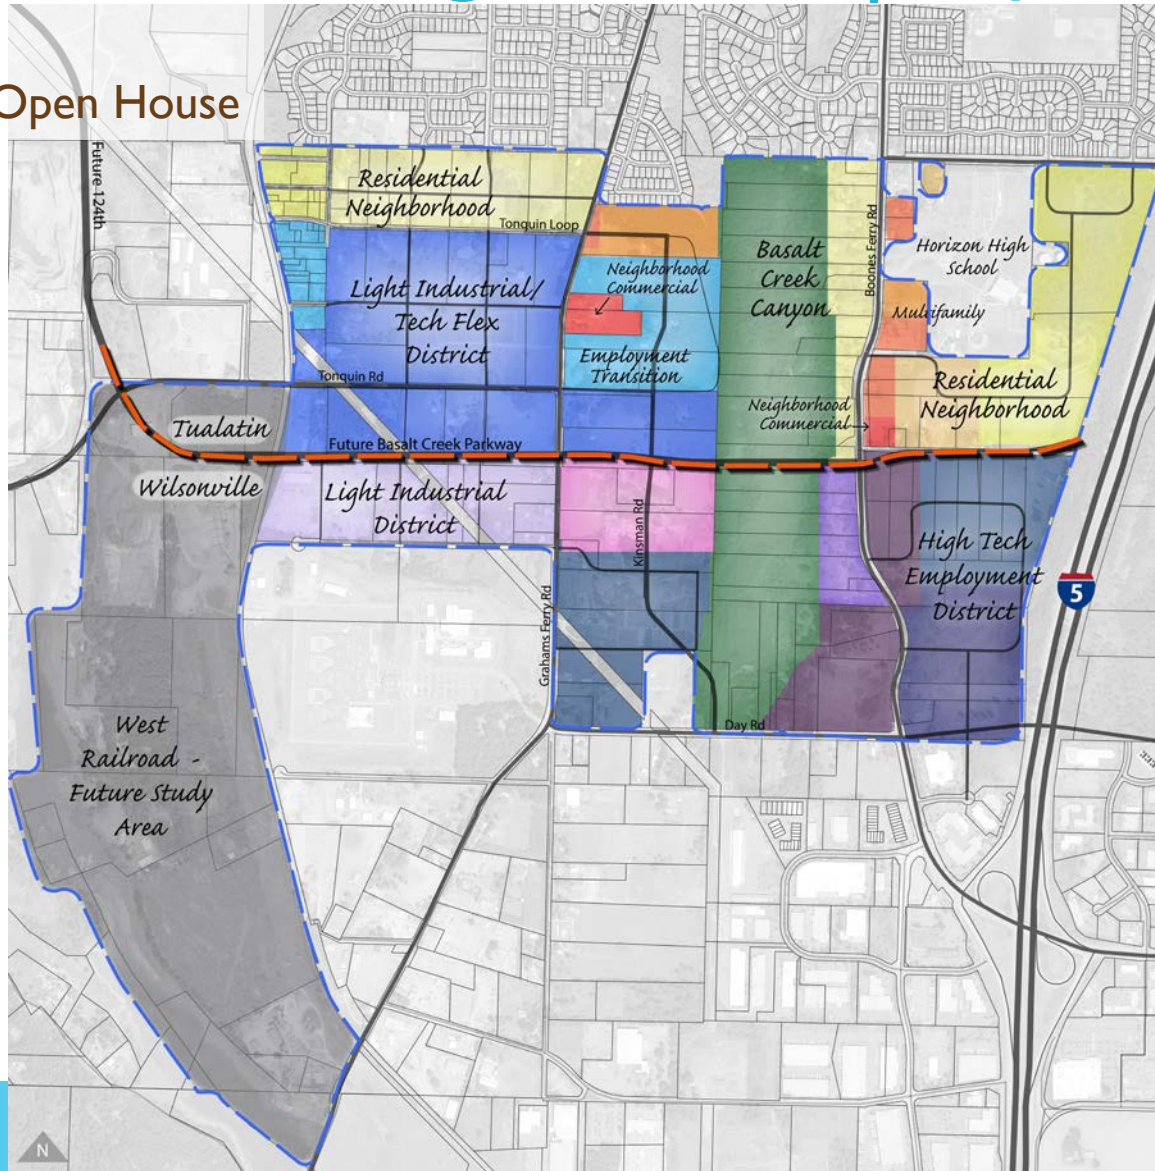 Open House
Future 124th
Residential
Neighborhood
Tonquin Loop
Boones Ferry Rd
Horizon High
School
Basalt
Creek
Canyon
Neighborhood
Commercial
Light Industrial/
Tech Flex
District
Multifamily
Employment
Transition
Tonquin Rd
Residential
Neighborhood
Neighborhood
Commercial
Tualatin
Future Basalt Creek Parkway
Wilsonville
Light Industrial
District
Kinsman Rd
High Tech
Employment
District
5
Grahams Ferry Rd
West
Railroad -
Future Study
Area
Day Rd
N